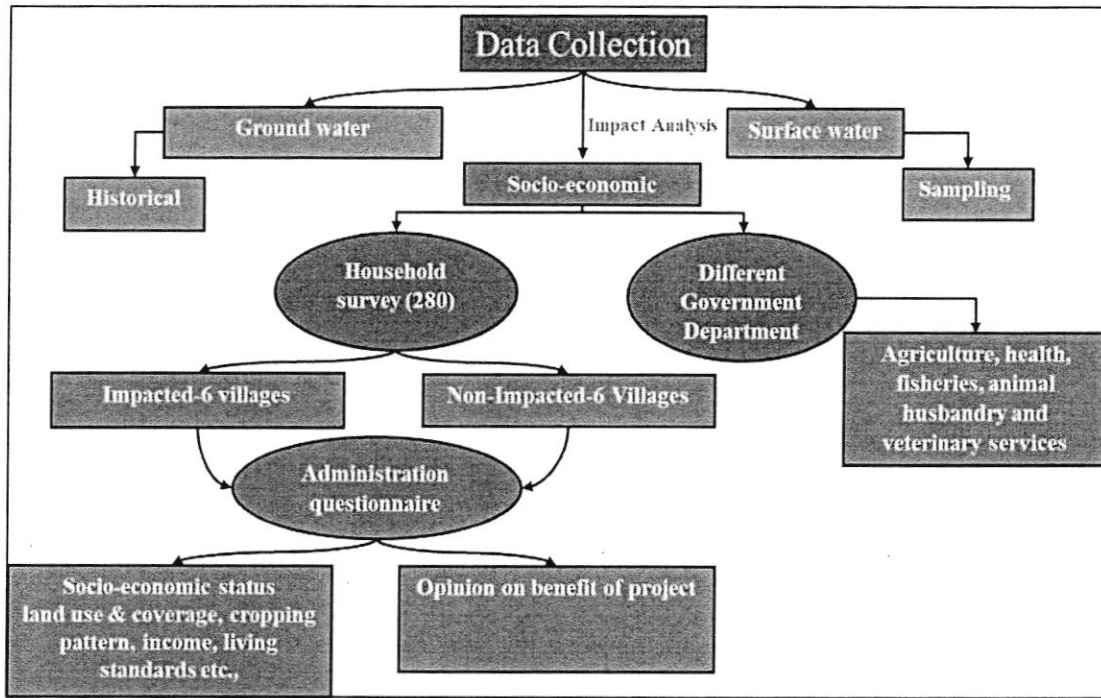 Data Collection
Ground water
Impact Analysis
Surface water
Historical
Socio-economic
Sampling
Household
survey (280)
Different
Government
Department
Agriculture, health,
fisheries, animal
husbandry and
veterinary services
Impacted-6 villages
Non-Impacted-6 Villages
Administration
questionnaire
Socio-economic status
land use & coverage, cropping
pattern, income, living
standards etc.,
Opinion on benefit of project